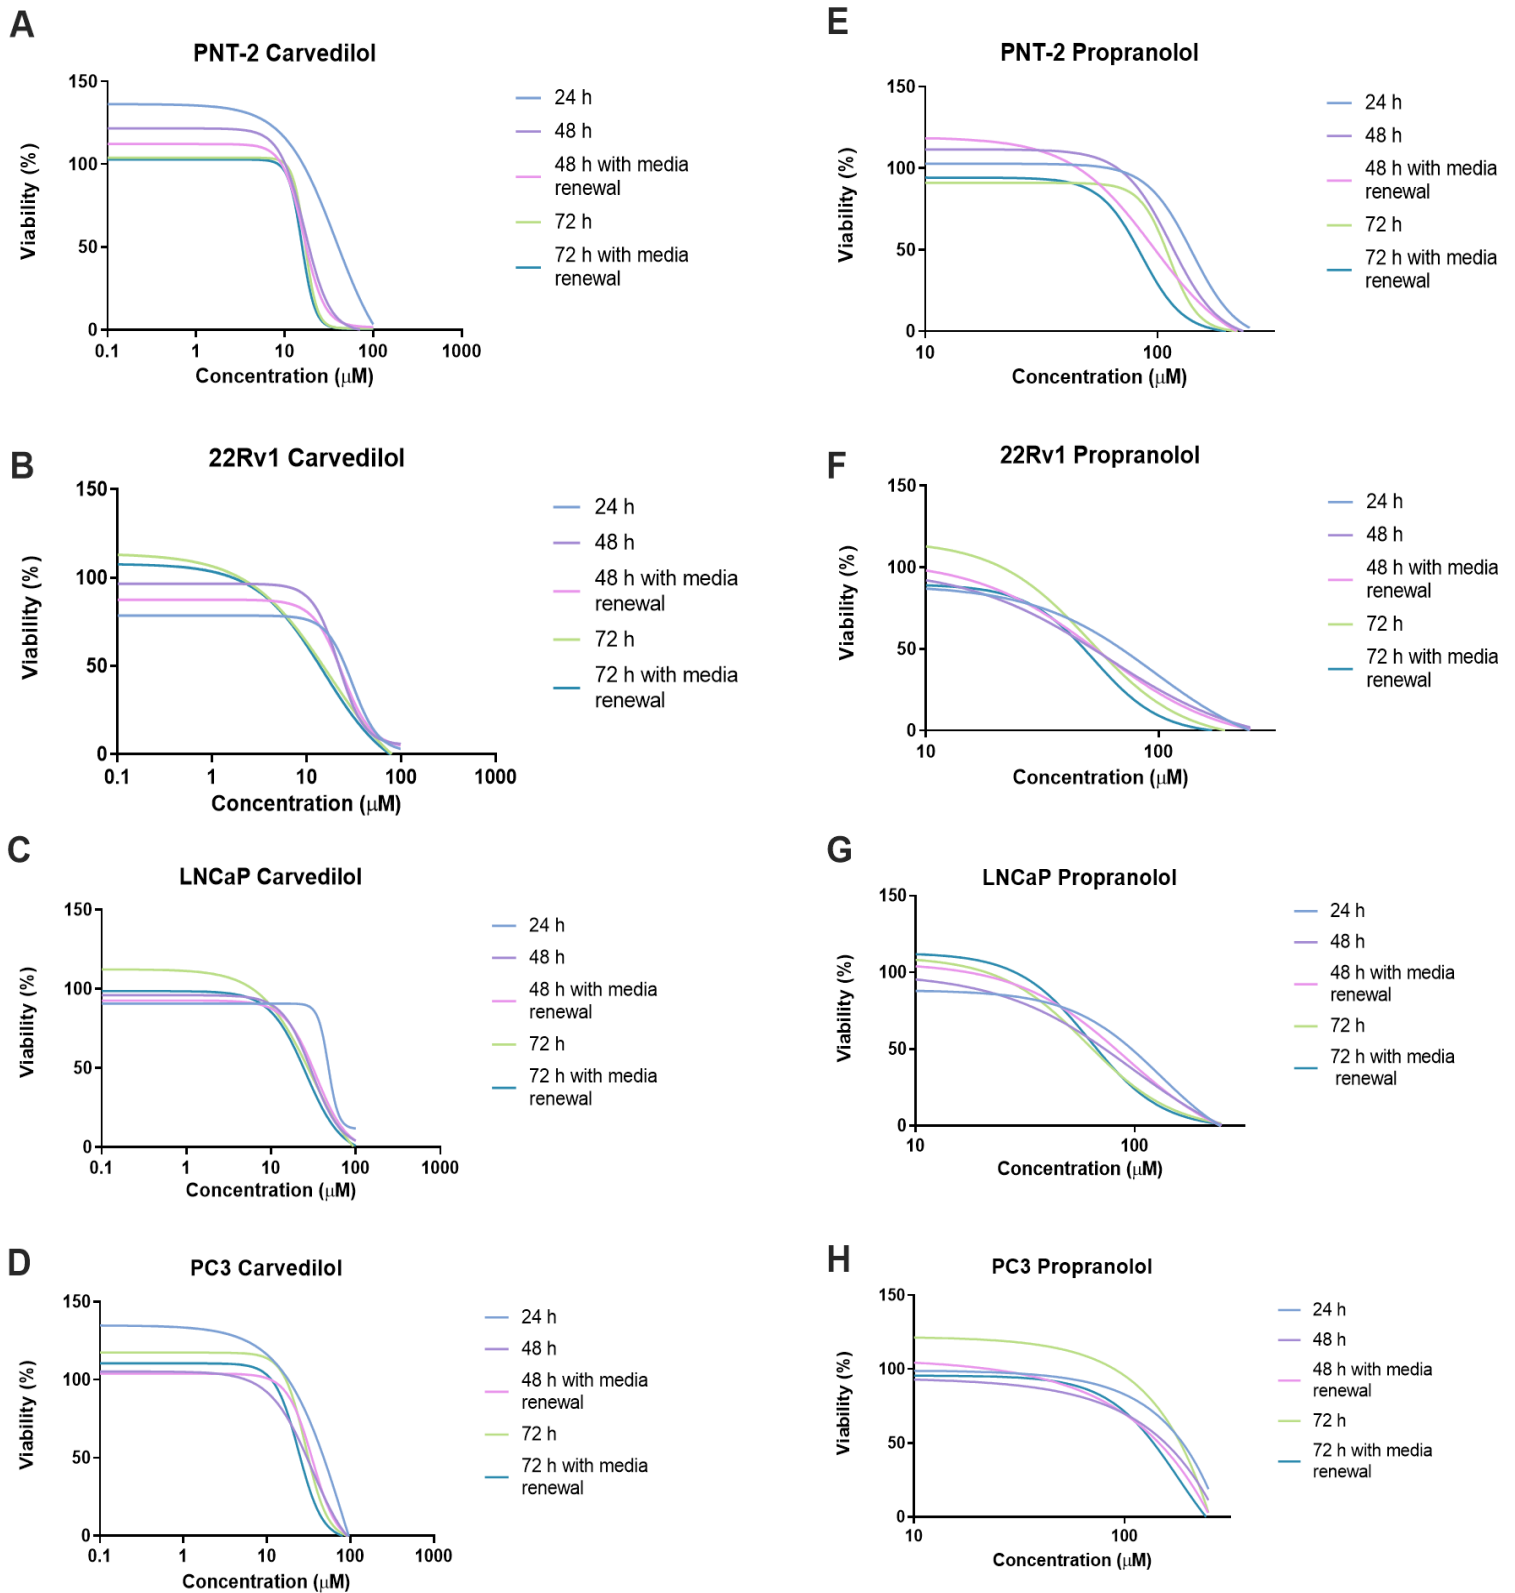 A
PNT-2 Carvedilol
150
100
50
0
0.1 1 10 100 1000
Viability (%)
Concentration (μM)
24 h
48 h
48 h with media
renewal
72 h
72 h with media
renewal
E
PNT-2 Propranolol
150
100
50
0
10 100
Viability (%)
Concentration (μM)
24 h
48 h
48 h with media
renewal
72 h
72 h with media
renewal
B
22Rv1 Carvedilol
150
100
50
0
0.1 1 10 100 1000
Viability (%)
Concentration (μM)
24 h
48 h
48 h with media
renewal
72 h
72 h with media
renewal
F
22Rv1 Propranolol
150
100
50
0
10 100
Viability (%)
Concentration (μM)
24 h
48 h
48 h with media
renewal
72 h
72 h with media
renewal
C
LNCaP Carvedilol
150
100
50
0
0.1 1 10 100 1000
Viability (%)
Concentration (μM)
24 h
48 h
48 h with media
renewal
72 h
72 h with media
renewal
G
LNCaP Propranolol
150
100
50
0
10 100
Viability (%)
Concentration (μM)
24 h
48 h
48 h with media
renewal
72 h
72 h with media
renewal
D
PC3 Carvedilol
150
100
50
0
0.1 1 10 100 1000
Viability (%)
Concentration (μM)
24 h
48 h
48 h with media
renewal
72 h
72 h with media
renewal
H
PC3 Propranolol
150
100
50
0
10 100
Viability (%)
Concentration (μM)
24 h
48 h
48 h with media
renewal
72 h
72 h with media
renewal